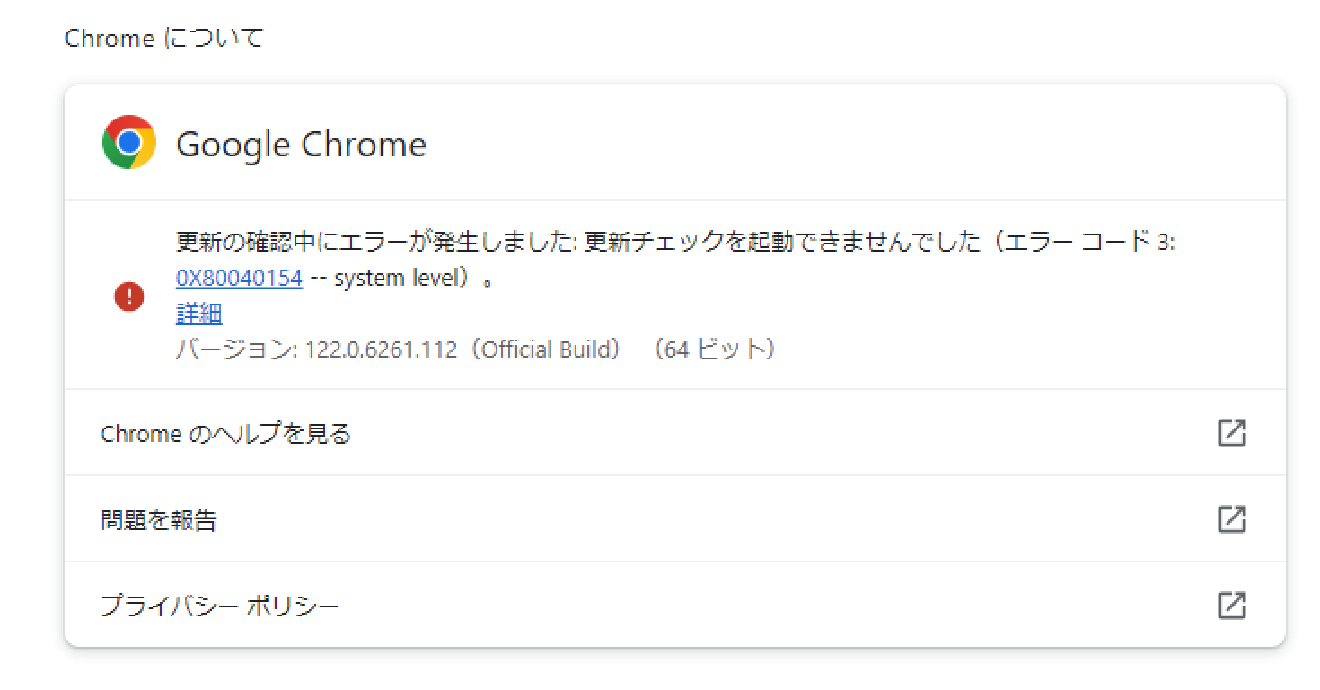 Chrome について
Google Chrome
更新の確認中にエラーが発生しました: 更新チェックを起動できませんでした（エラー コード 3:
0X80040154 -- system level）。
詳細
バージョン: 122.0.6261.112（Official Build） （64 ビット）
Chrome のヘルプを見る
問題を報告
プライバシー ポリシー